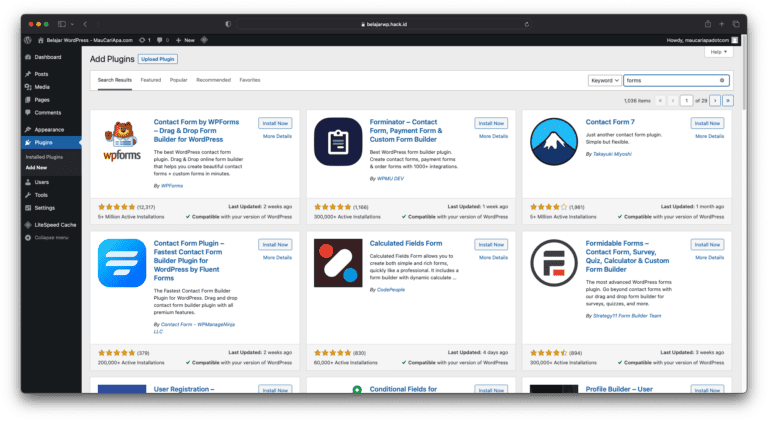 belajarwp.hack.id
Belajar WordPress – MauCariApa.com
1
0
New
Howdy, maucariapadotcom
Dashboard
Posts
Media
Pages
Comments
Appearance
Plugins
Installed Plugins
Add New
Users
Tools
Settings
LiteSpeed Cache
Collapse menu
Help
Add Plugins
Upload Plugin
Search Results
Featured
Popular
Recommended
Favorites
Keyword
forms
1,036 items
«
‹
1
of 29
›
»
wpforms
Contact Form by WPForms
– Drag & Drop Form
Builder for WordPress
Install Now
More Details
The best WordPress contact form
plugin. Drag & Drop online form builder
that helps you create beautiful contact
forms + custom forms in minutes.
By WPForms
(12,317)
Last Updated: 2 weeks ago
5+ Million Active Installations
Compatible with your version of WordPress
Forminator – Contact
Form, Payment Form &
Custom Form Builder
Install Now
More Details
Best WordPress form builder plugin.
Create contact forms, payment forms
& order forms with 1000+ integrations.
By WPMU DEV
(1,166)
Last Updated: 1 week ago
300,000+ Active Installations
Compatible with your version of WordPress
Contact Form 7
Install Now
More Details
Just another contact form plugin.
Simple but flexible.
By Takayuki Miyoshi
(1,981)
Last Updated: 1 month ago
5+ Million Active Installations
Compatible with your version of WordPress
Contact Form Plugin –
Fastest Contact Form
Builder Plugin for
WordPress by Fluent
Forms
Install Now
More Details
The Fastest Contact Form Builder
Plugin for WordPress. Drag and drop
contact form builder plugin with all
premium features.
By Contact Form - WPManageNinja
LLC
(379)
Last Updated: 2 weeks ago
200,000+ Active Installations
Compatible with your version of WordPress
Calculated Fields Form
Install Now
More Details
Calculated Fields Form allows you to
create both simple and rich forms,
quickly like a professional. It includes a
form builder with dynamic calculate ...
By CodePeople
(630)
Last Updated: 4 days ago
60,000+ Active Installations
Compatible with your version of WordPress
Formidable Forms –
Contact Form, Survey,
Quiz, Calculator & Custom
Form Builder
Install Now
More Details
The most advanced WordPress forms
plugin. Go beyond contact forms with
our drag and drop form builder for
surveys, quizzes, and more.
By Strategy11 Form Builder Team
(894)
Last Updated: 3 weeks ago
300,000+ Active Installations
Compatible with your version of WordPress
User Registration –
Install Now
Conditional Fields for
Install Now
Profile Builder – User
Install Now